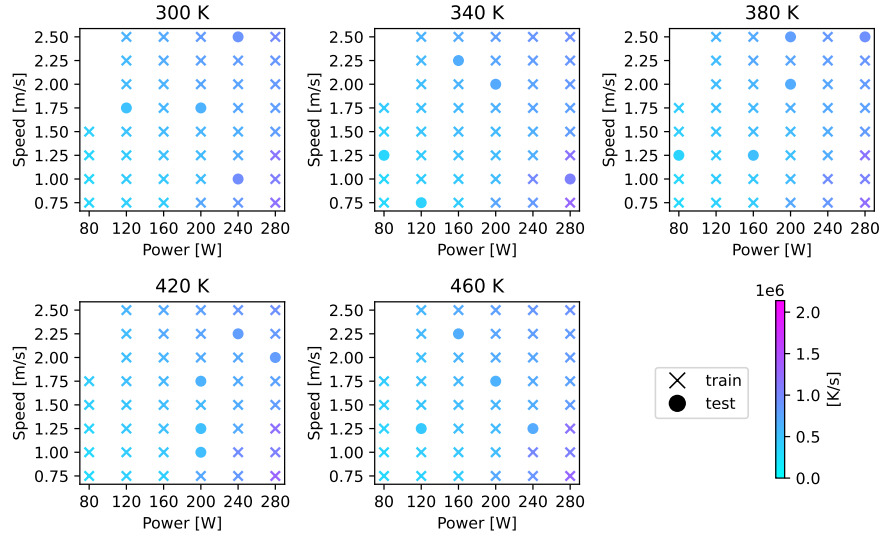 300 K
2.50
2.25
2.00
1.75
1.50
1.25
1.00
0.75
Speed [m/s]
80 120 160 200 240 280
Power [W]
340 K
2.50
2.25
2.00
1.75
1.50
1.25
1.00
0.75
Speed [m/s]
80 120 160 200 240 280
Power [W]
380 K
2.50
2.25
2.00
1.75
1.50
1.25
1.00
0.75
Speed [m/s]
80 120 160 200 240 280
Power [W]
420 K
2.50
2.25
2.00
1.75
1.50
1.25
1.00
0.75
Speed [m/s]
80 120 160 200 240 280
Power [W]
460 K
2.50
2.25
2.00
1.75
1.50
1.25
1.00
0.75
Speed [m/s]
80 120 160 200 240 280
Power [W]
train
test
1e6
2.0
1.5
1.0
0.5
0.0
[K/s]